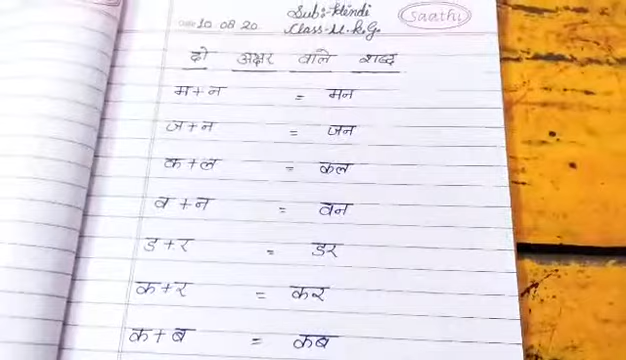 Sub:-Hindi
Date 10 08 20
Class-U.K.G.
Saathi
दो अक्षर वाले शब्द
म+न = मन
ज+न = जन
क+ल = कल
व+न = वन
ड+र = डर
क+र = कर
क+ब = कब